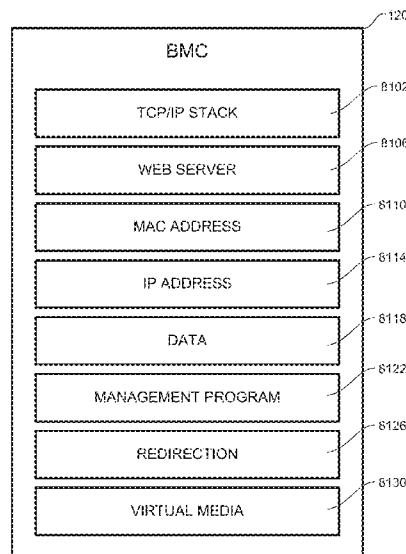 120
BMC
8102
TCP/IP STACK
8106
WEB SERVER
8110
MAC ADDRESS
8114
IP ADDRESS
8118
DATA
8122
MANAGEMENT PROGRAM
8126
REDIRECTION
8130
VIRTUAL MEDIA